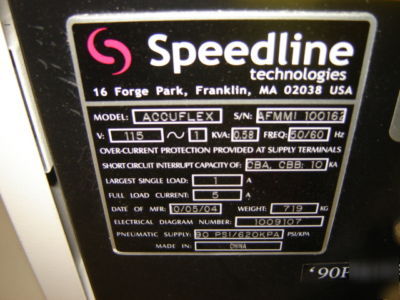 Speedline
technologies
16 Forge Park, Franklin, MA 02038 USA
MODEL: ACCUFLEX S/N: AFMMI 100162
V: 115 ~ 1 KVA: 0.58 FREQ: 50/60 Hz
OVER-CURRENT PROTECTION PROVIDED AT SUPPLY TERMINALS
SHORT CIRCUIT INTERRUPT CAPACITY OF: CBA, CBB: 10 KA
LARGEST SINGLE LOAD: 1 A
FULL LOAD CURRENT: 5 A
DATE OF MFR: 10/05/04 WEIGHT: 719 KG
ELECTRICAL DIAGRAM NUMBER: 1009107
PNEUMATIC SUPPLY: 90 PSI/620KPA PSI/KPA
MADE IN: CHINA